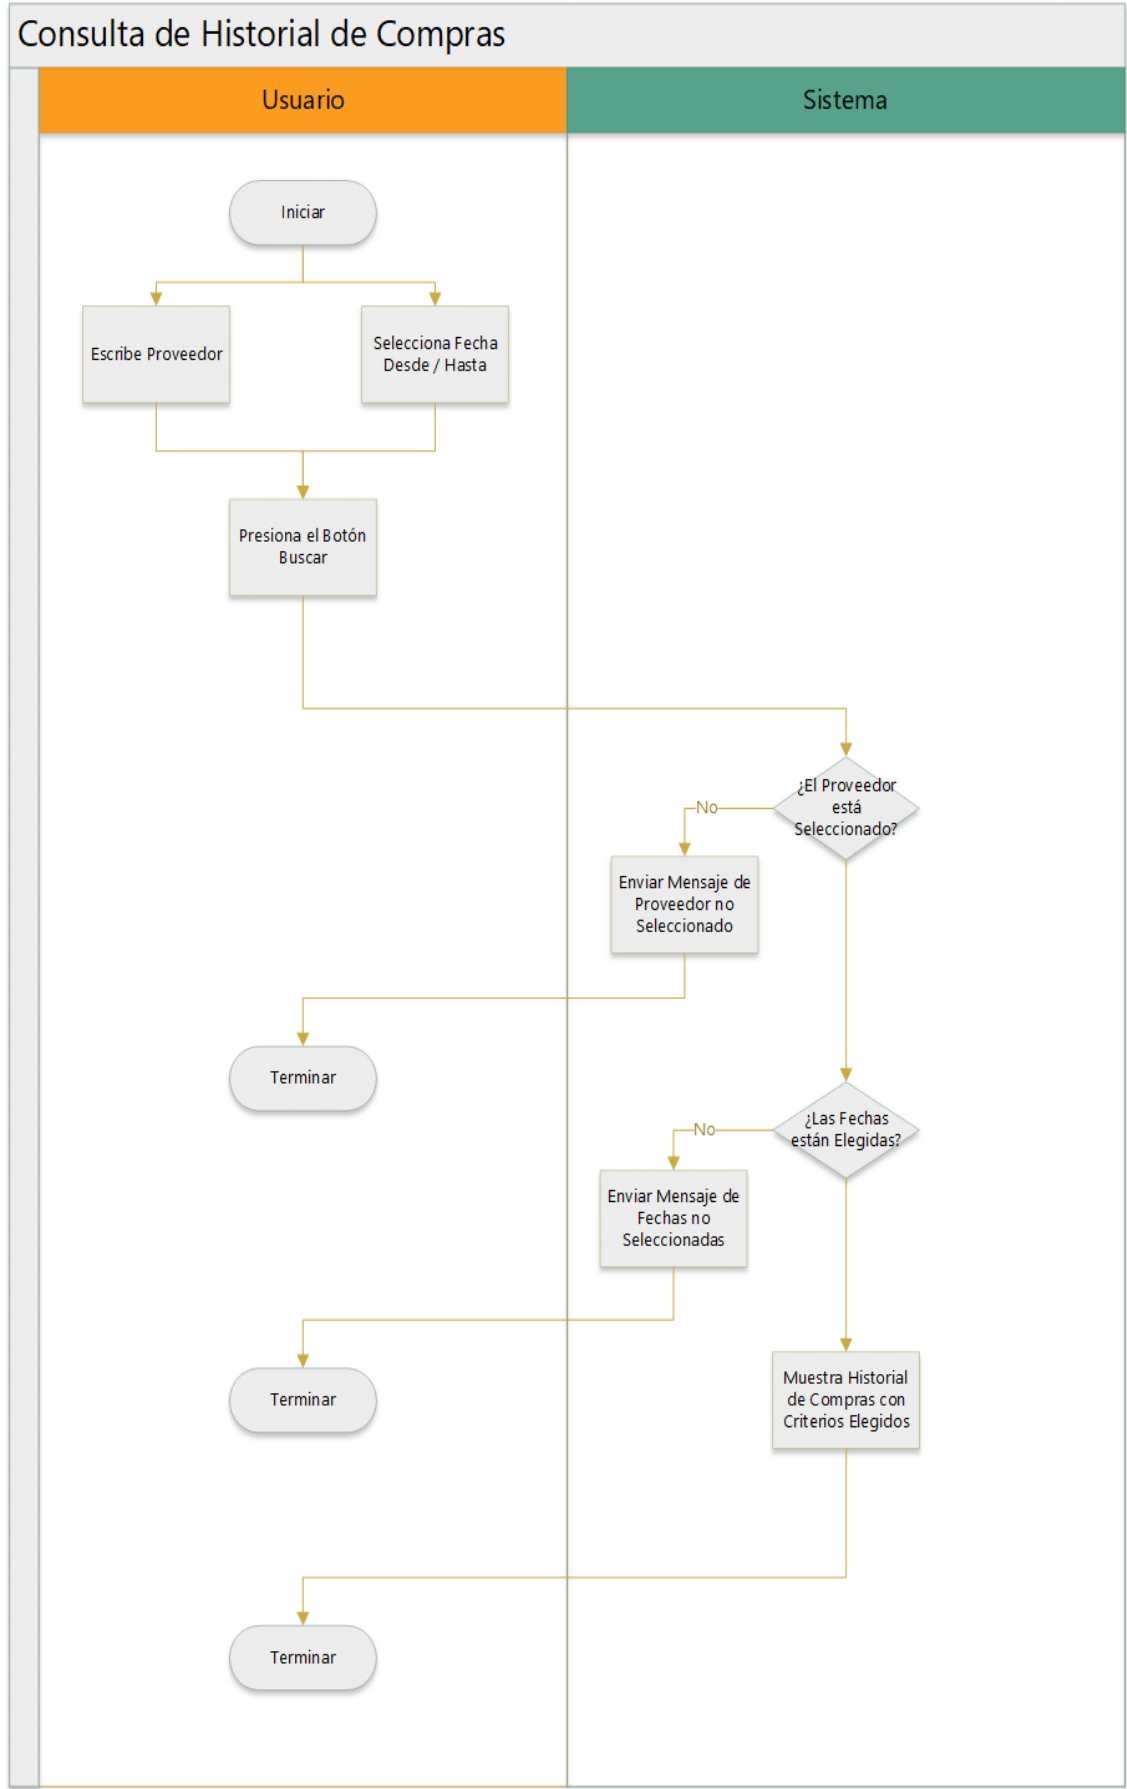 Consulta de Historial de Compras
Usuario
Sistema
Iniciar
Escribe Proveedor
Selecciona Fecha
Desde / Hasta
Presiona el Botón
Buscar
¿El Proveedor
está
Seleccionado?
No
Enviar Mensaje de
Proveedor no
Seleccionado
Terminar
¿Las Fechas
están Elegidas?
No
Enviar Mensaje de
Fechas no
Seleccionadas
Terminar
Muestra Historial
de Compras con
Criterios Elegidos
Terminar